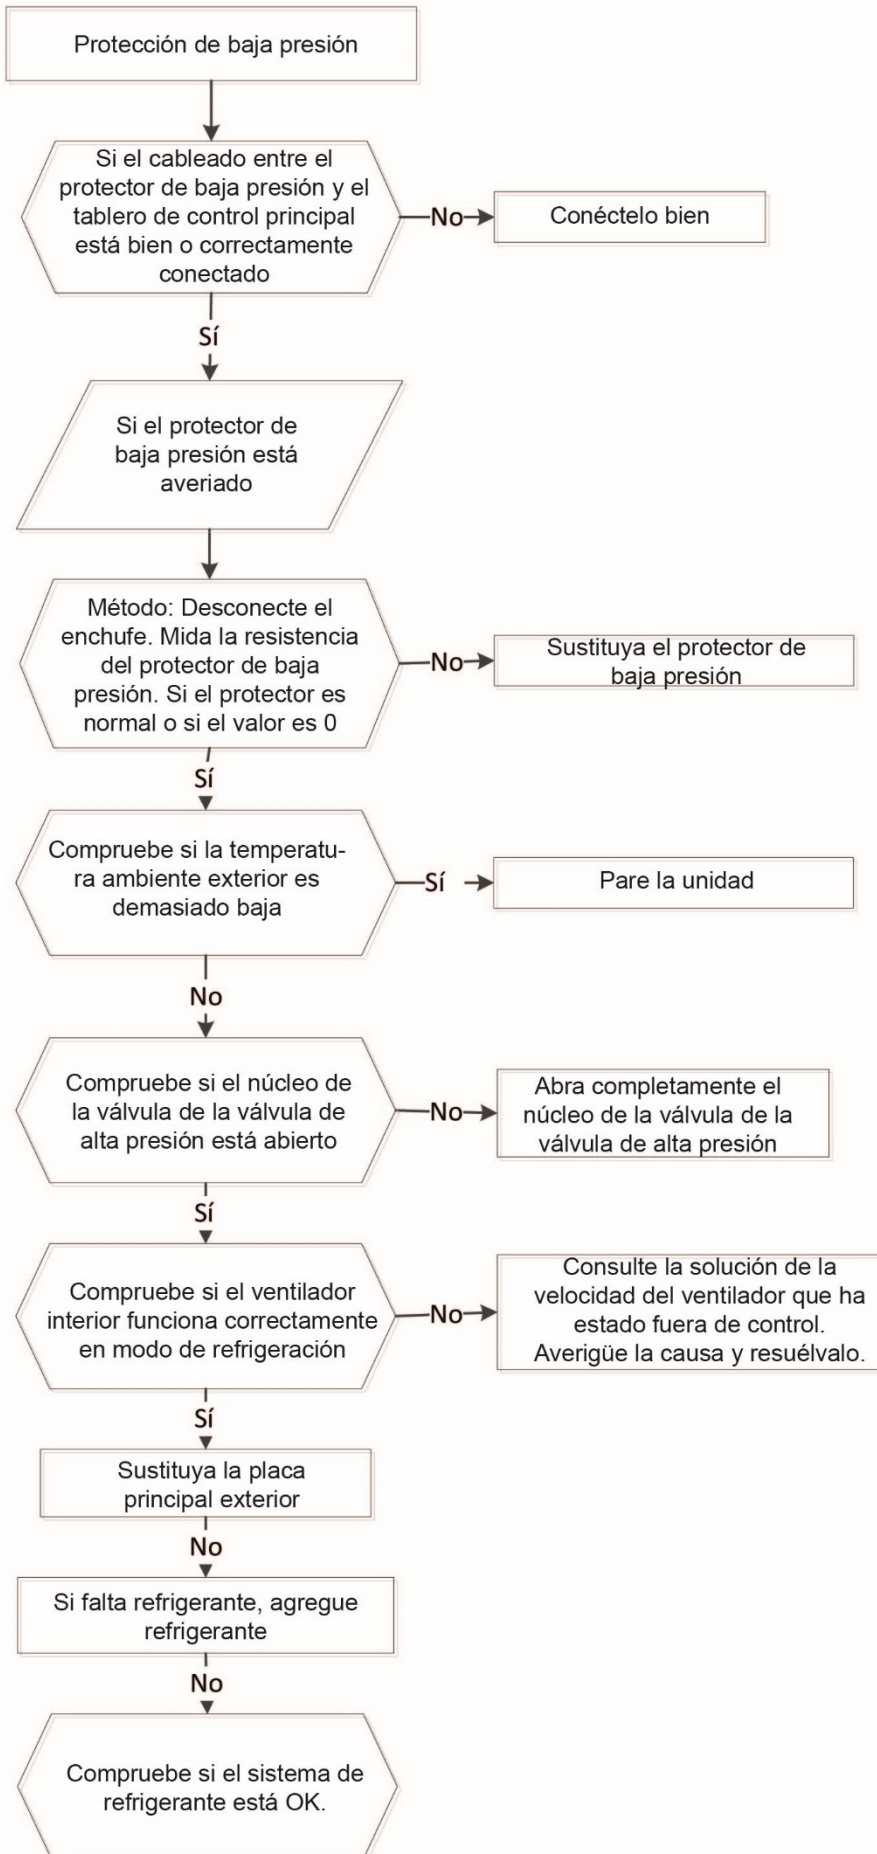 Protección de baja presión
Si el cableado entre el
protector de baja presión y el
tablero de control principal
está bien o correctamente
conectado
No
Conéctelo bien
Sí
Si el protector de
baja presión está
averiado
Método: Desconecte el
enchufe. Mida la resistencia
del protector de baja
presión. Si el protector es
normal o si el valor es 0
No
Sustituya el protector de
baja presión
Sí
Compruebe si la temperatu-
ra ambiente exterior es
demasiado baja
Sí
Pare la unidad
No
Compruebe si el núcleo de
la válvula de la válvula de
alta presión está abierto
No
Abra completamente el
núcleo de la válvula de la
válvula de alta presión
Sí
Compruebe si el ventilador
interior funciona correctamente
en modo de refrigeración
No
Consulte la solución de la
velocidad del ventilador que ha
estado fuera de control.
Averigüe la causa y resuélvalo.
Sí
Sustituya la placa
principal exterior
No
Si falta refrigerante, agregue
refrigerante
No
Compruebe si el sistema de
refrigerante está OK.